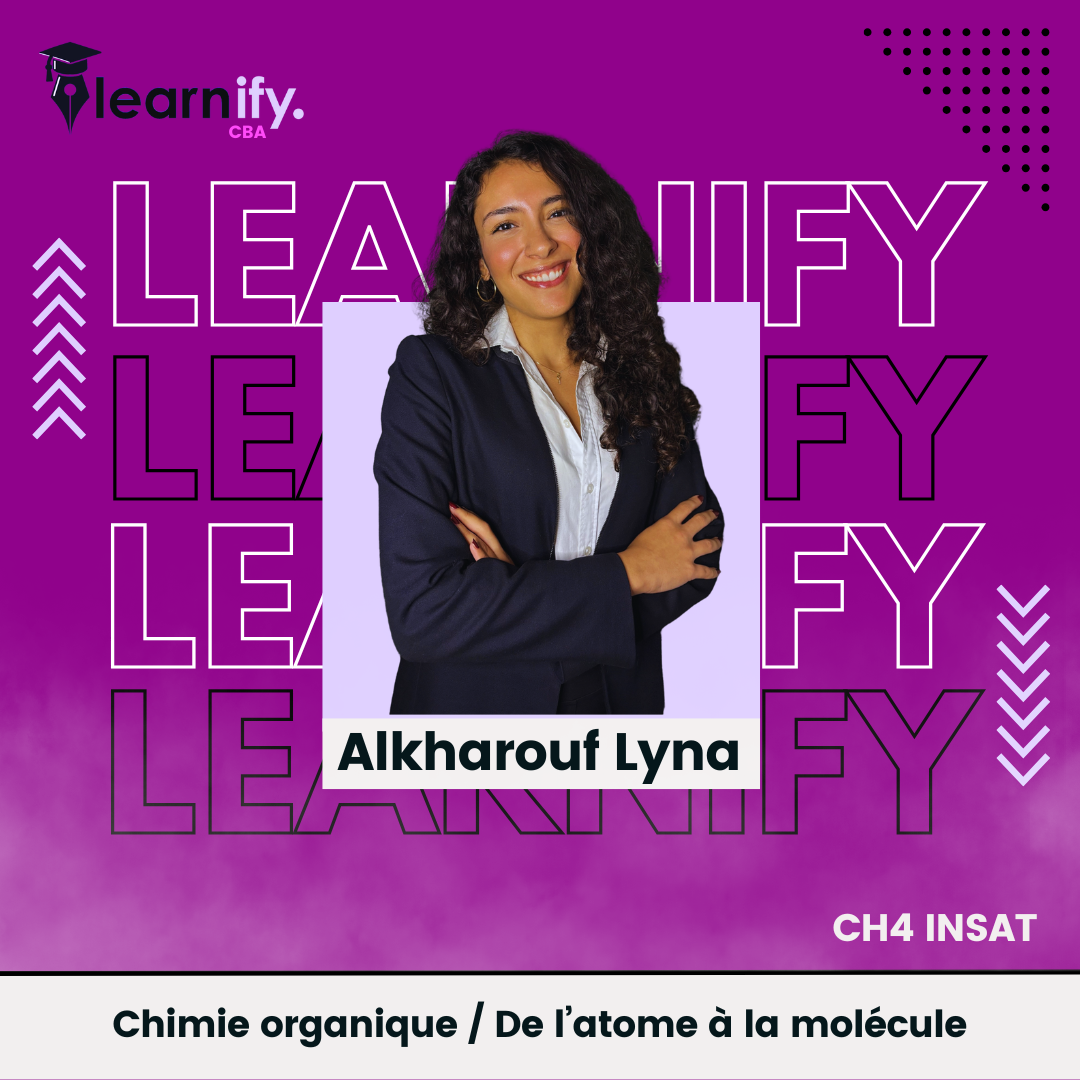 learnify.
CBA
LEARNIFY
LEARNIFY
LEARNIFY
LEARNIFY
Alkharouf Lyna
CH4 INSAT
Chimie organique / De l’atome à la molécule